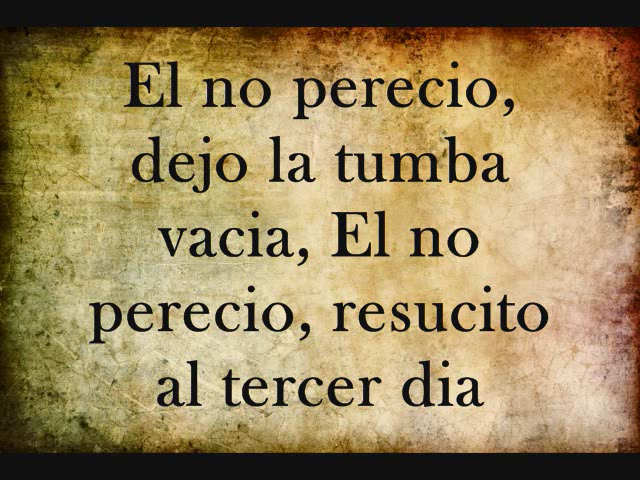 El no perecio,
dejo la tumba
vacia, El no
perecio, resucito
al tercer dia